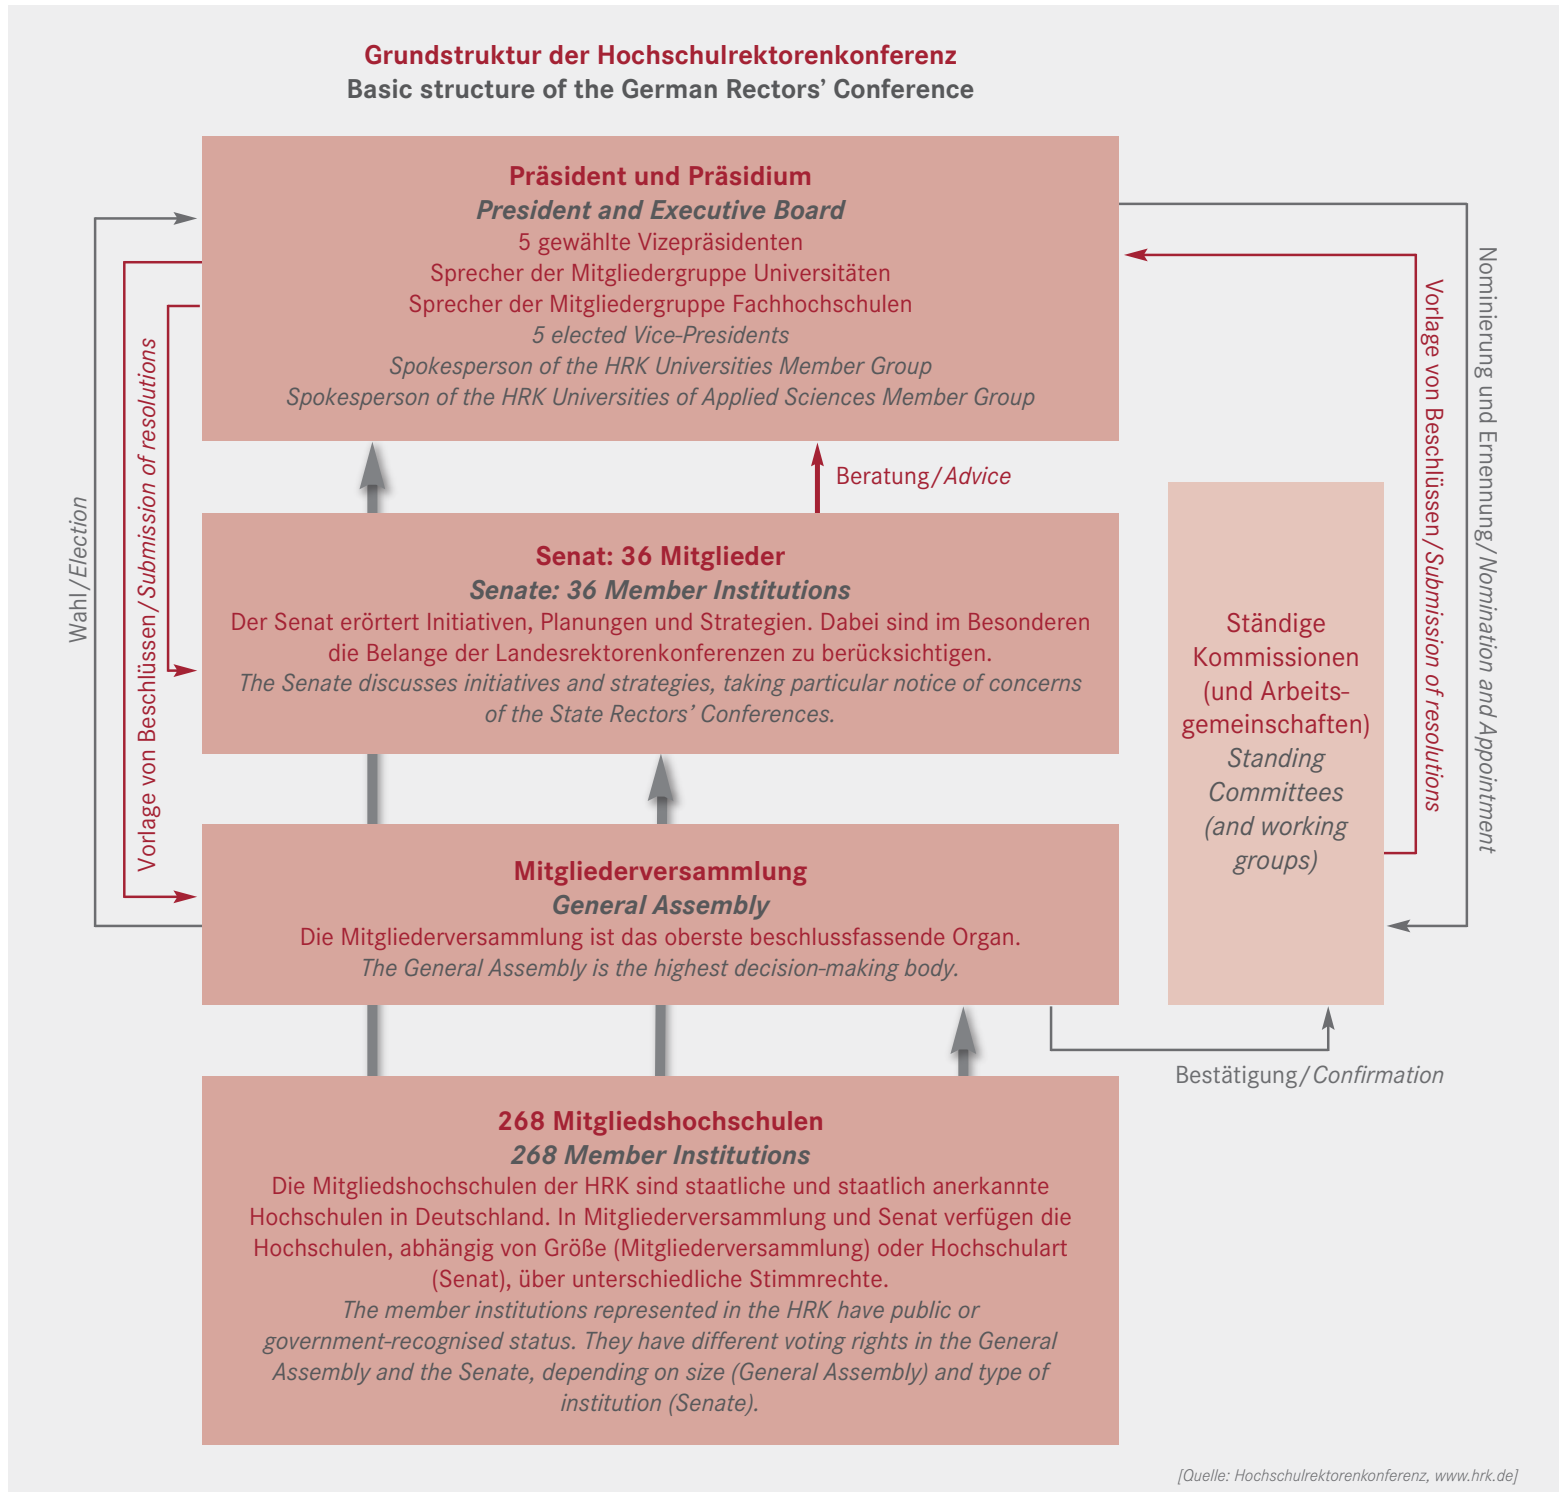 Grundstruktur der Hochschulrektorenkonferenz
Basic structure of the German Rectors’ Conference
Präsident und Präsidium
President and Executive Board
5 gewählte Vizepräsidenten
Sprecher der Mitgliedergruppe Universitäten
Sprecher der Mitgliedergruppe Fachhochschulen
5 elected Vice-Presidents
Spokesperson of the HRK Universities Member Group
Spokesperson of the HRK Universities of Applied Sciences Member Group
Beratung/Advice
Wahl/Election
Vorlage von Beschlüssen/Submission of resolutions
Senat: 36 Mitglieder
Senate: 36 Member Institutions
Der Senat erörtert Initiativen, Planungen und Strategien. Dabei sind im Besonderen
die Belange der Landesrektorenkonferenzen zu berücksichtigen.
The Senate discusses initiatives and strategies, taking particular notice of concerns
of the State Rectors’ Conferences.
Ständige
Kommissionen
(und Arbeits-
gemeinschaften)
Standing
Committees
(and working
groups)
Vorlage von Beschlüssen/Submission of resolutions
Nominierung und Ernennung/Nomination and Appointment
Mitgliederversammlung
General Assembly
Die Mitgliederversammlung ist das oberste beschlussfassende Organ.
The General Assembly is the highest decision-making body.
Bestätigung/Confirmation
268 Mitgliedshochschulen
268 Member Institutions
Die Mitgliedshochschulen der HRK sind staatliche und staatlich anerkannte
Hochschulen in Deutschland. In Mitgliederversammlung und Senat verfügen die
Hochschulen, abhängig von Größe (Mitgliederversammlung) oder Hochschulart
(Senat), über unterschiedliche Stimmrechte.
The member institutions represented in the HRK have public or
government-recognised status. They have different voting rights in the General
Assembly and the Senate, depending on size (General Assembly) and type of
institution (Senate).
[Quelle: Hochschulrektorenkonferenz, www.hrk.de]